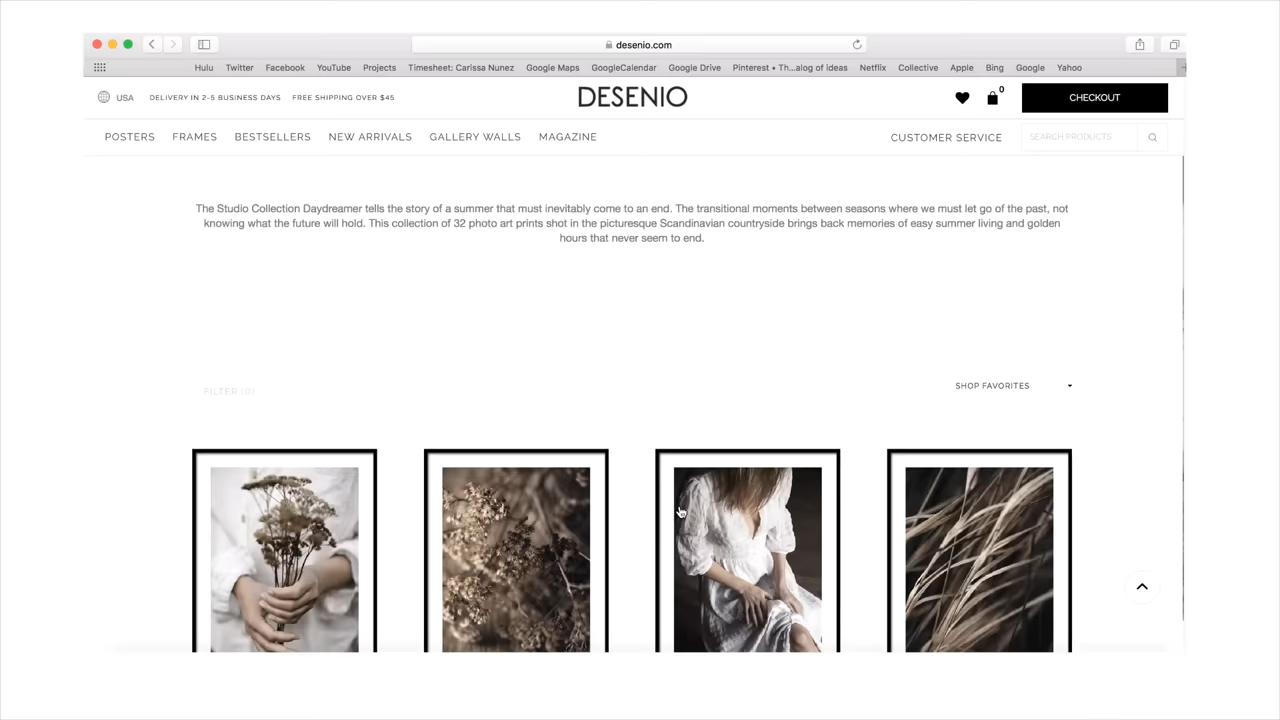 desenio.com
Hulu Twitter Facebook YouTube Projects Timesheet: Carissa Nunez Google Maps GoogleCalendar Google Drive Pinterest • Th...alog of ideas Netflix Collective Apple Bing Google Yahoo
USA DELIVERY IN 2-5 BUSINESS DAYS FREE SHIPPING OVER $45 DESENIO 0 CHECKOUT
POSTERS FRAMES BESTSELLERS NEW ARRIVALS GALLERY WALLS MAGAZINE CUSTOMER SERVICE SEARCH PRODUCTS
The Studio Collection Daydreamer tells the story of a summer that must inevitably come to an end. The transitional moments between seasons where we must let go of the past, not
knowing what the future will hold. This collection of 32 photo art prints shot in the picturesque Scandinavian countryside brings back memories of easy summer living and golden
hours that never seem to end.
FILTER (0) SHOP FAVORITES